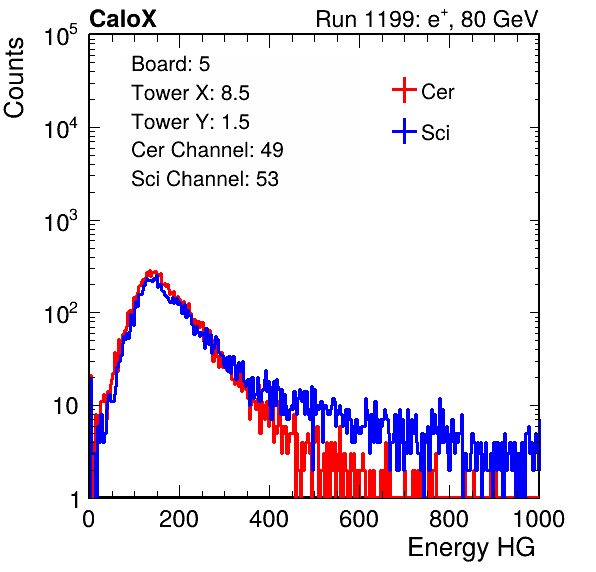 CaloX Run 1199: e⁺, 80 GeV
Counts
Board: 5
Tower X: 8.5
Tower Y: 1.5
Cer Channel: 49
Sci Channel: 53
Cer
Sci
10⁵
10⁴
10³
10²
10
1
0 200 400 600 800 1000
Energy HG